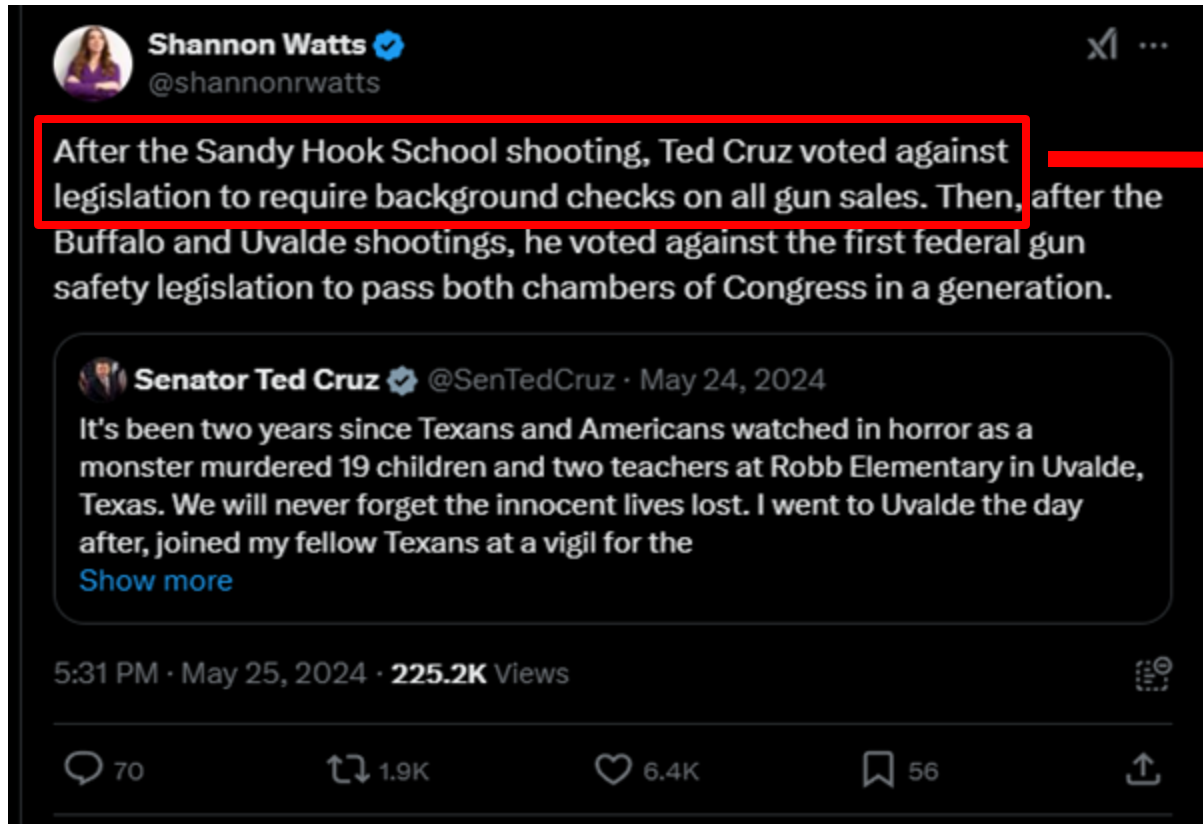 Shannon Watts
@shannonrwatts
After the Sandy Hook School shooting, Ted Cruz voted against
legislation to require background checks on all gun sales. Then, after the
Buffalo and Uvalde shootings, he voted against the first federal gun
safety legislation to pass both chambers of Congress in a generation.
Senator Ted Cruz @SenTedCruz · May 24, 2024
It's been two years since Texans and Americans watched in horror as a
monster murdered 19 children and two teachers at Robb Elementary in Uvalde,
Texas. We will never forget the innocent lives lost. I went to Uvalde the day
after, joined my fellow Texans at a vigil for the
Show more
5:31 PM · May 25, 2024 · 225.2K Views
70 1.9K 6.4K 56